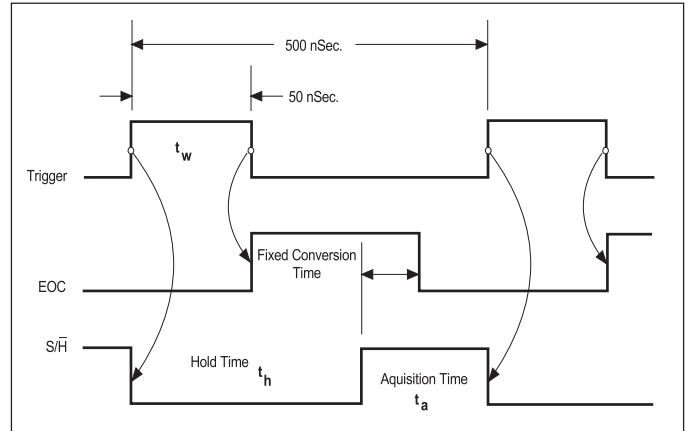 500 nSec.
50 nSec.
t w
Trigger
Fixed Conversion
Time
EOC
S/H̅
Hold Time t h
Aquisition Time
t a